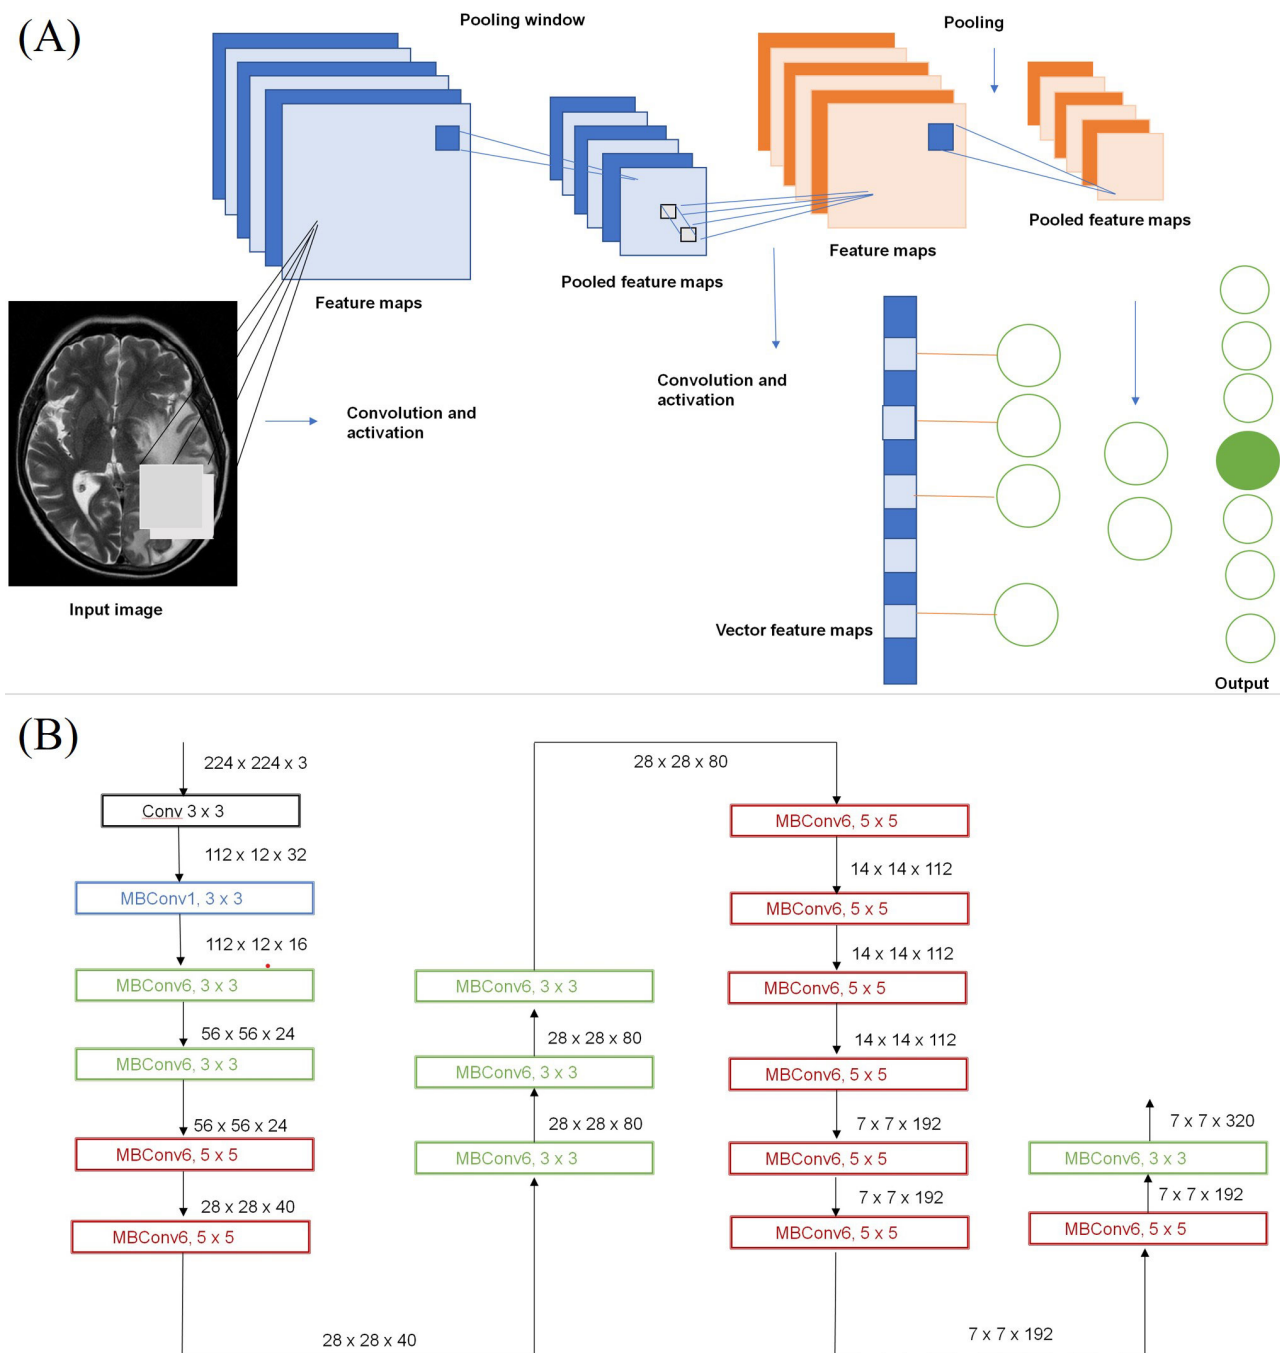 (A)
Pooling window
Pooling
Pooled feature maps
Feature maps
Pooled feature maps
Feature maps
Convolution and
activation
Convolution and
activation
Input image
Vector feature maps
Output
(B)
224 x 224 x 3
Conv 3 x 3
112 x 12 x 32
MBConv1, 3 x 3
112 x 12 x 16
MBConv6, 3 x 3
56 x 56 x 24
MBConv6, 3 x 3
56 x 56 x 24
MBConv6, 5 x 5
28 x 28 x 40
MBConv6, 5 x 5
28 x 28 x 40
MBConv6, 3 x 3
28 x 28 x 80
MBConv6, 3 x 3
28 x 28 x 80
MBConv6, 3 x 3
28 x 28 x 80
MBConv6, 5 x 5
14 x 14 x 112
MBConv6, 5 x 5
14 x 14 x 112
MBConv6, 5 x 5
14 x 14 x 112
MBConv6, 5 x 5
7 x 7 x 192
MBConv6, 5 x 5
7 x 7 x 192
MBConv6, 5 x 5
7 x 7 x 192
MBConv6, 5 x 5
7 x 7 x 192
MBConv6, 3 x 3
7 x 7 x 320